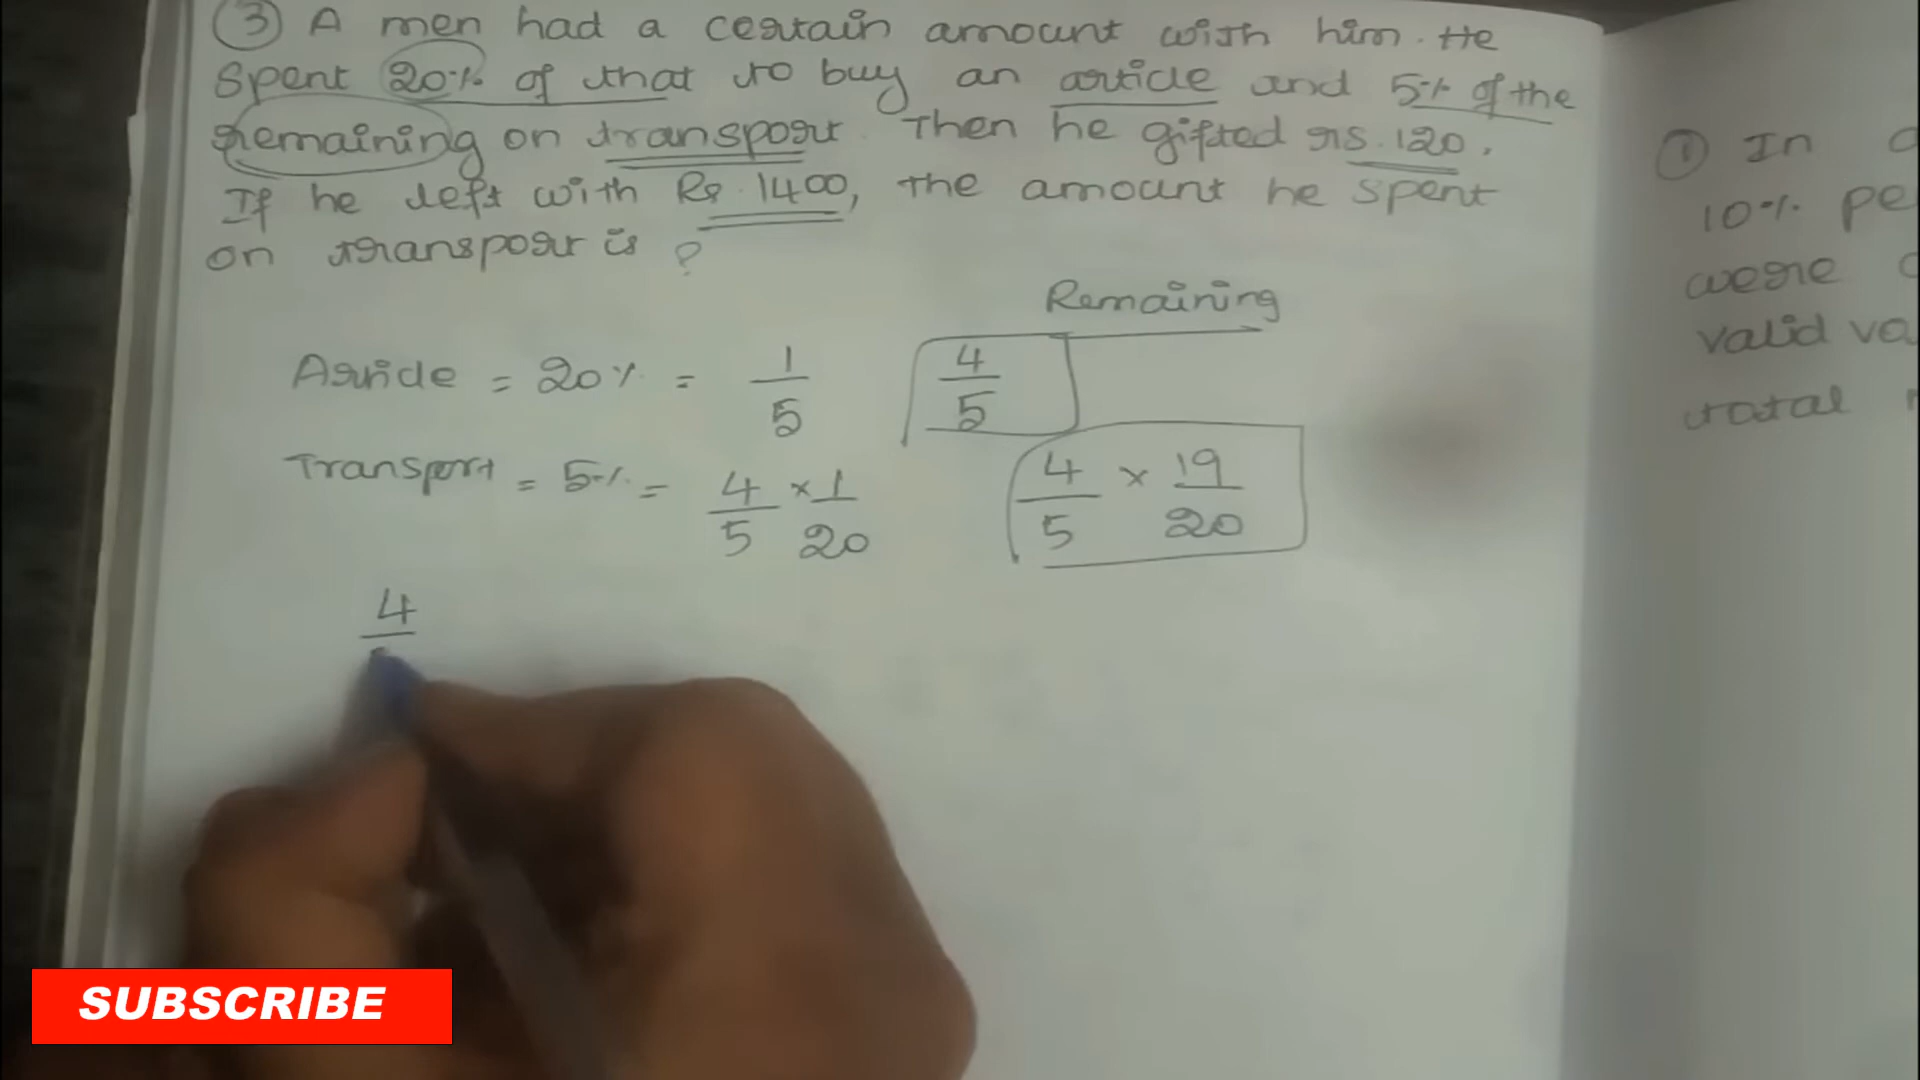 ③ A men had a certain amount with him. He
Spent 20% of that to buy an article and 5% of the
remaining on transport. Then he gifted rs. 120.
If he left with Rs. 1400, the amount he spent
on transport is ?
Remaining
Article = 20% = 1/5 4/5
Transport = 5% = 4/5 × 1/20 4/5 × 19/20
4
① In
10%
were
valid
total
SUBSCRIBE